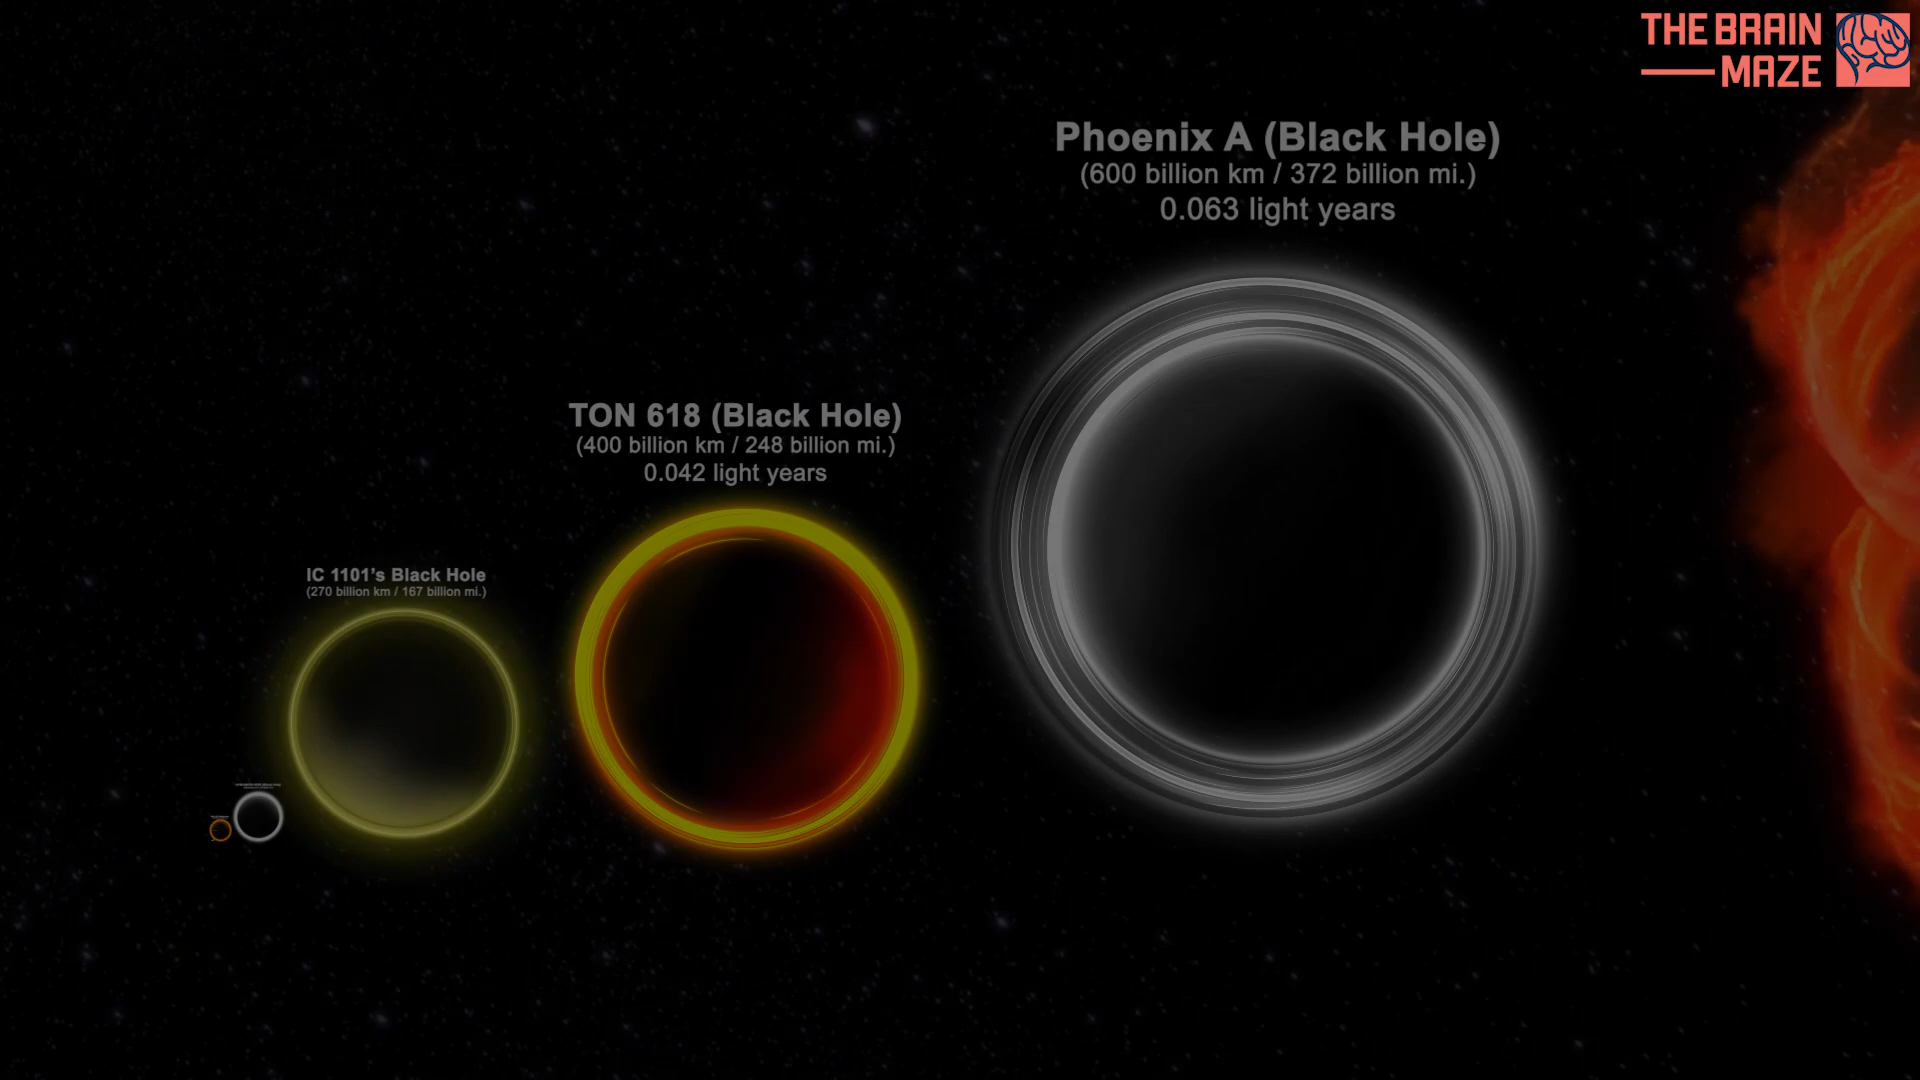 THE BRAIN
MAZE
Phoenix A (Black Hole)
(600 billion km / 372 billion mi.)
0.063 light years
TON 618 (Black Hole)
(400 billion km / 248 billion mi.)
0.042 light years
IC 1101's Black Hole
(270 billion km / 167 billion mi.)